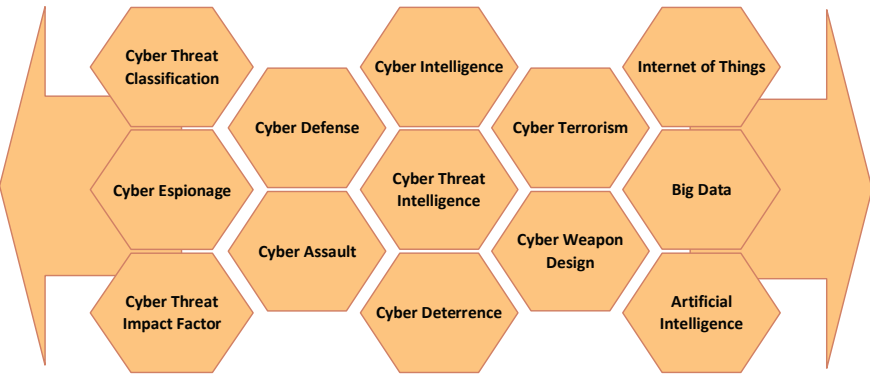 Cyber Threat
Classification
Cyber Intelligence
Internet of Things
Cyber Defense
Cyber Terrorism
Cyber Espionage
Cyber Threat
Intelligence
Big Data
Cyber Assault
Cyber Weapon
Design
Cyber Threat
Impact Factor
Cyber Deterrence
Artificial
Intelligence